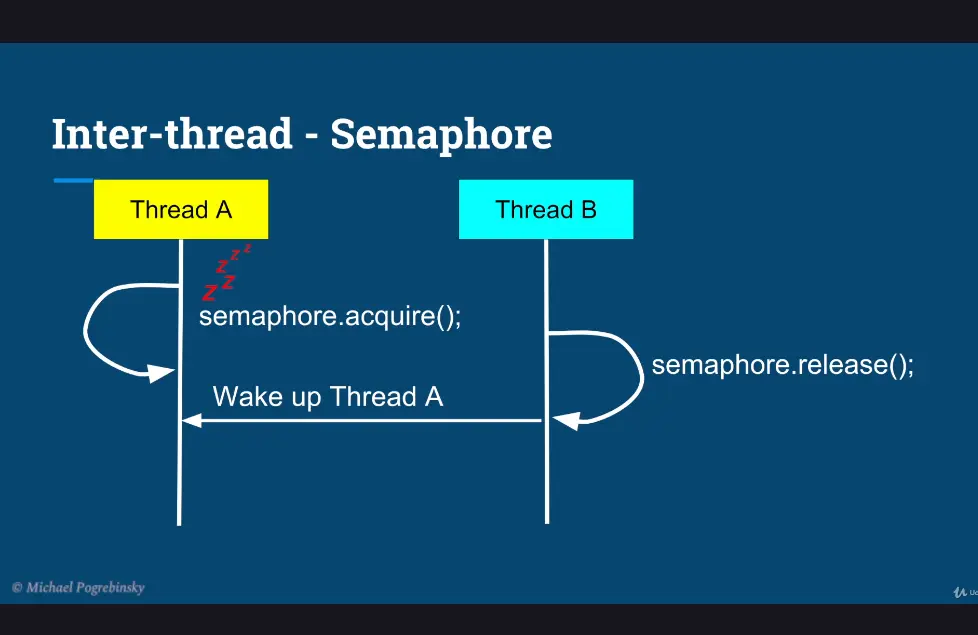 Inter-thread - Semaphore
Thread A
Thread B
z z z
z z
semaphore.acquire();
semaphore.release();
Wake up Thread A
© Michael Pogrebinsky